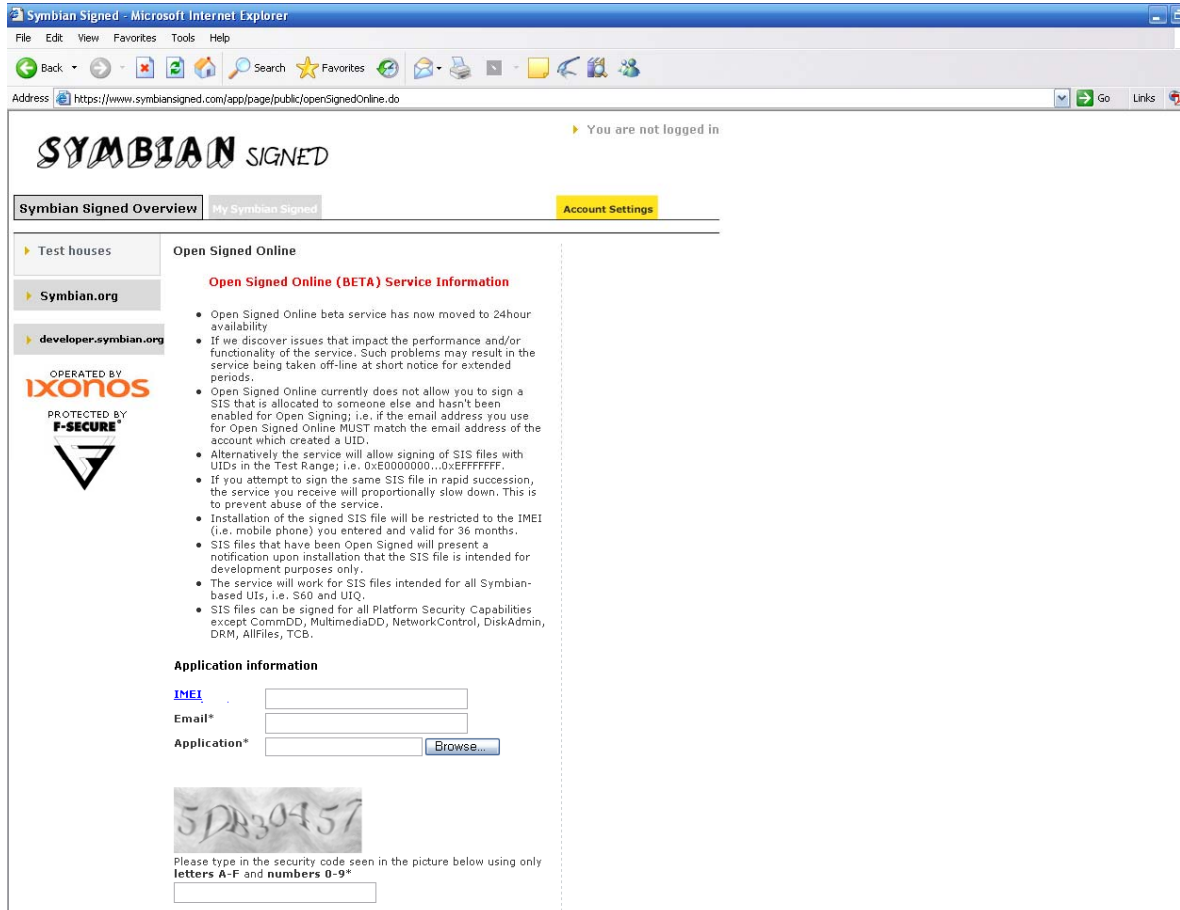 Symbian Signed - Microsoft Internet Explorer
File Edit View Favorites Tools Help
Back Search Favorites
Address https://www.symbiansigned.com/app/page/public/openSignedOnline.do Go Links
You are not logged in
SYMBIAN SIGNED
Symbian Signed Overview My Symbian Signed Account Settings
Test houses
Symbian.org
developer.symbian.org
OPERATED BY
IXONOS
PROTECTED BY
F-SECURE
Open Signed Online
Open Signed Online (BETA) Service Information
• Open Signed Online beta service has now moved to 24hour
availability
• If we discover issues that impact the performance and/or
functionality of the service. Such problems may result in the
service being taken off-line at short notice for extended
periods.
• Open Signed Online currently does not allow you to sign a
SIS that is allocated to someone else and hasn't been
enabled for Open Signing; i.e. if the email address you use
for Open Signed Online MUST match the email address of the
account which created a UID.
• Alternatively the service will allow signing of SIS files with
UIDs in the Test Range; i.e. 0xE0000000...0xEFFFFFFF.
• If you attempt to sign the same SIS file in rapid succession,
the service you receive will proportionally slow down. This is
to prevent abuse of the service.
• Installation of the signed SIS file will be restricted to the IMEI
(i.e. mobile phone) you entered and valid for 36 months.
• SIS files that have been Open Signed will present a
notification upon installation that the SIS file is intended for
development purposes only.
• The service will work for SIS files intended for all Symbian-
based UIs, i.e. S60 and UIQ.
• SIS files can be signed for all Platform Security Capabilities
except CommDD, MultimediaDD, NetworkControl, DiskAdmin,
DRM, AllFiles, TCB.
Application information
IMEI
Email*
Application* Browse...
5DB30457
Please type in the security code seen in the picture below using only
letters A-F and numbers 0-9*